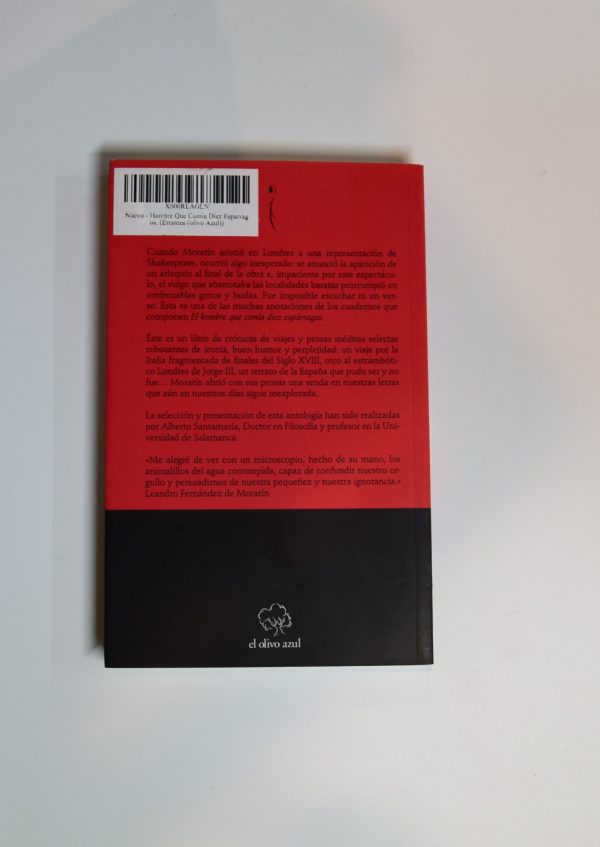 X000RLAGLN
Nuevo - Hombre Que Comia Diez Esparrag
os, (Errantes (olivo Azul))
Cuando Moratín asistió en Londres a una representación de
Shakespeare, ocurrió algo inesperado: se anunció la aparición de
un arlequín al final de la obra e, impaciente por este espectácu-
lo, el vulgo que abarrotaba las localidades baratas prorrumpió en
irrefrenables gritos y burlas. Fue imposible escuchar ni un ver-
so. Esta es una de las muchas anotaciones de los cuadernos que
componen El hombre que comía diez espárragos.
Éste es un libro de crónicas de viajes y prosas inéditas selectas
rebosantes de ironía, buen humor y perplejidad: un viaje por la
Italia fragmentada de finales del Siglo XVIII, otro al estrambóti-
co Londres de Jorge III, un retrato de la España que pudo ser y no
fue... Moratín abrió con sus prosas una senda en nuestras letras
que aún en nuestros días sigue inexplorada.
La selección y presentación de esta antología han sido realizadas
por Alberto Santamaría, Doctor en Filosofía y profesor en la Uni-
versidad de Salamanca.
«Me alegré de ver con un microscopio, hecho de su mano, los
animalillos del agua corrompida, capaz de confundir nuestro or-
gullo y persuadirnos de nuestra pequeñez y nuestra ignorancia.»
Leandro Fernández de Moratín
el olivo azul